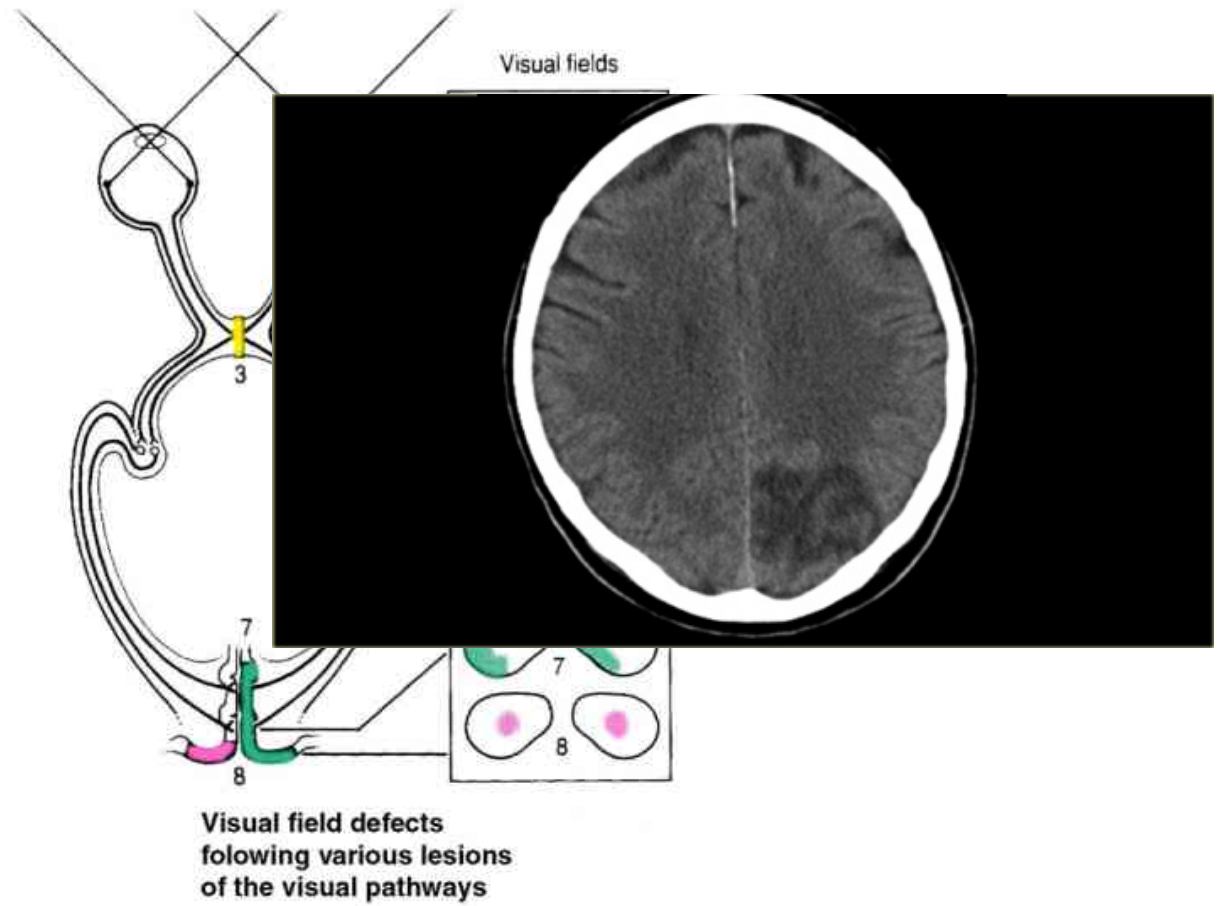 Visual fields
3
7
7
8
8
Visual field defects
folowing various lesions
of the visual pathways